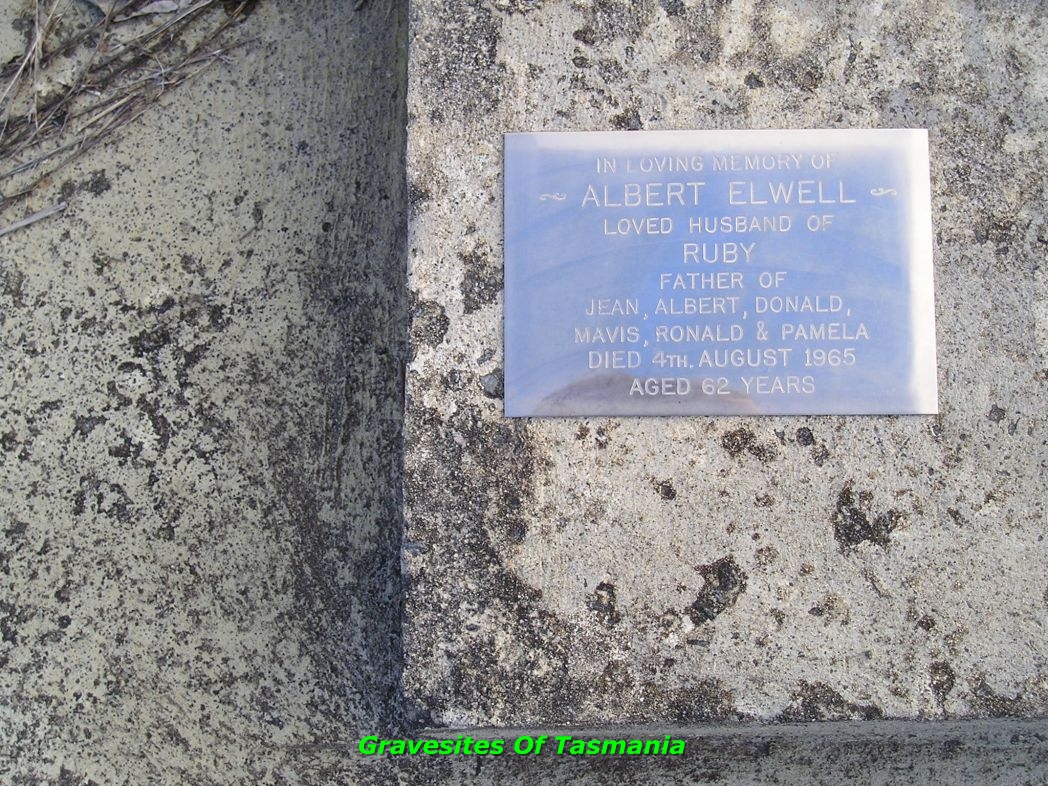 IN LOVING MEMORY OF
~ ALBERT ELWELL ~
LOVED HUSBAND OF
RUBY
FATHER OF
JEAN, ALBERT, DONALD,
MAVIS, RONALD & PAMELA
DIED 4TH. AUGUST 1965
AGED 62 YEARS
Gravesites Of Tasmania